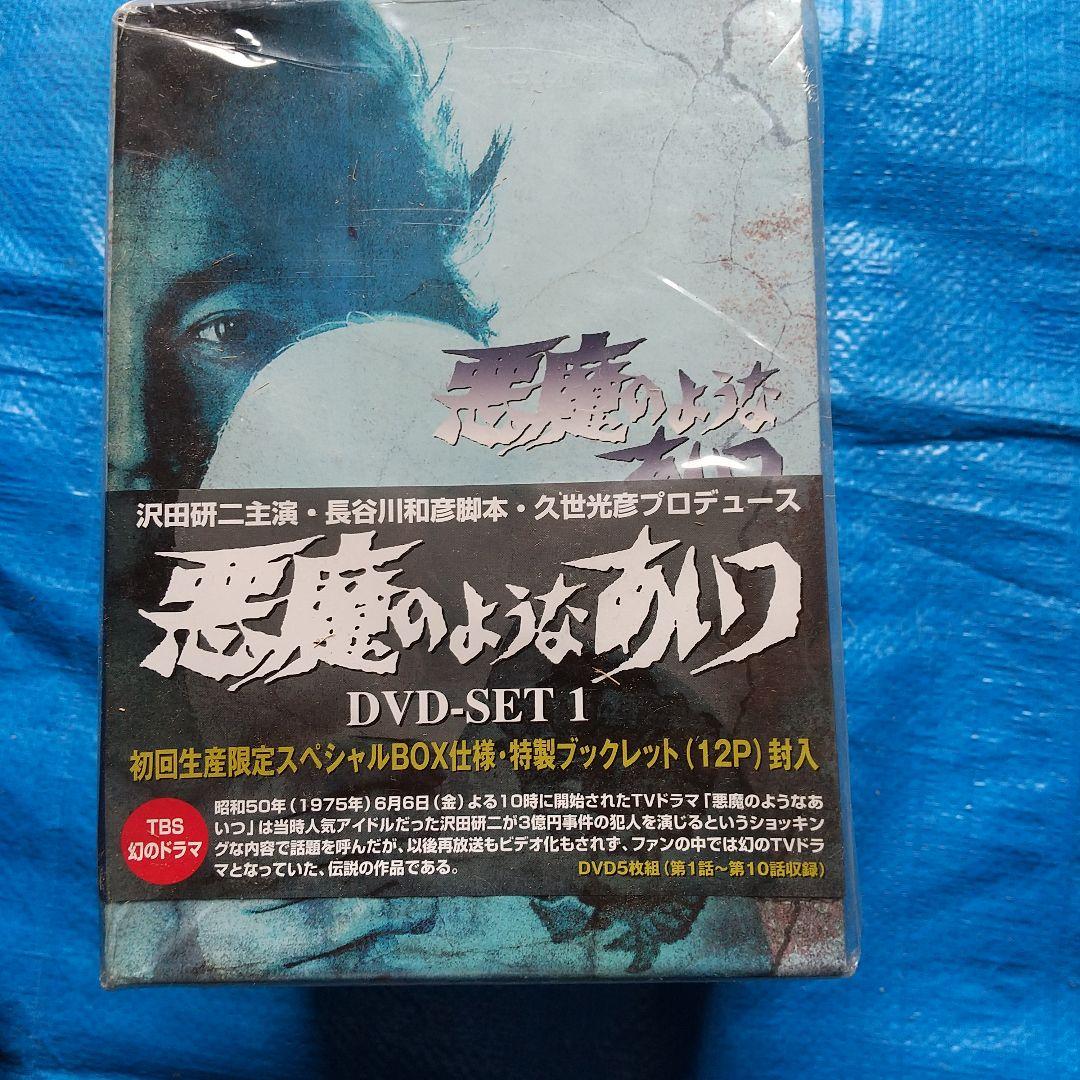 悪魔のような
あいつ
沢田研二主演・長谷川和彦脚本・久世光彦プロデュース
悪魔のようなあいつ
DVD-SET 1
初回生産限定スペシャルBOX仕様・特製ブックレット(12P)封入
TBS
幻のドラマ
昭和50年(1975年)6月6日(金)よる10時に開始されたTVドラマ「悪魔のようなあ
いつ」は当時人気アイドルだった沢田研二が3億円事件の犯人を演じるというショッキン
グな内容で話題を呼んだが、以後再放送もビデオ化もされず、ファンの中では幻のTVドラ
マとなっていた、伝説の作品である。
DVD5枚組(第1話〜第10話収録)